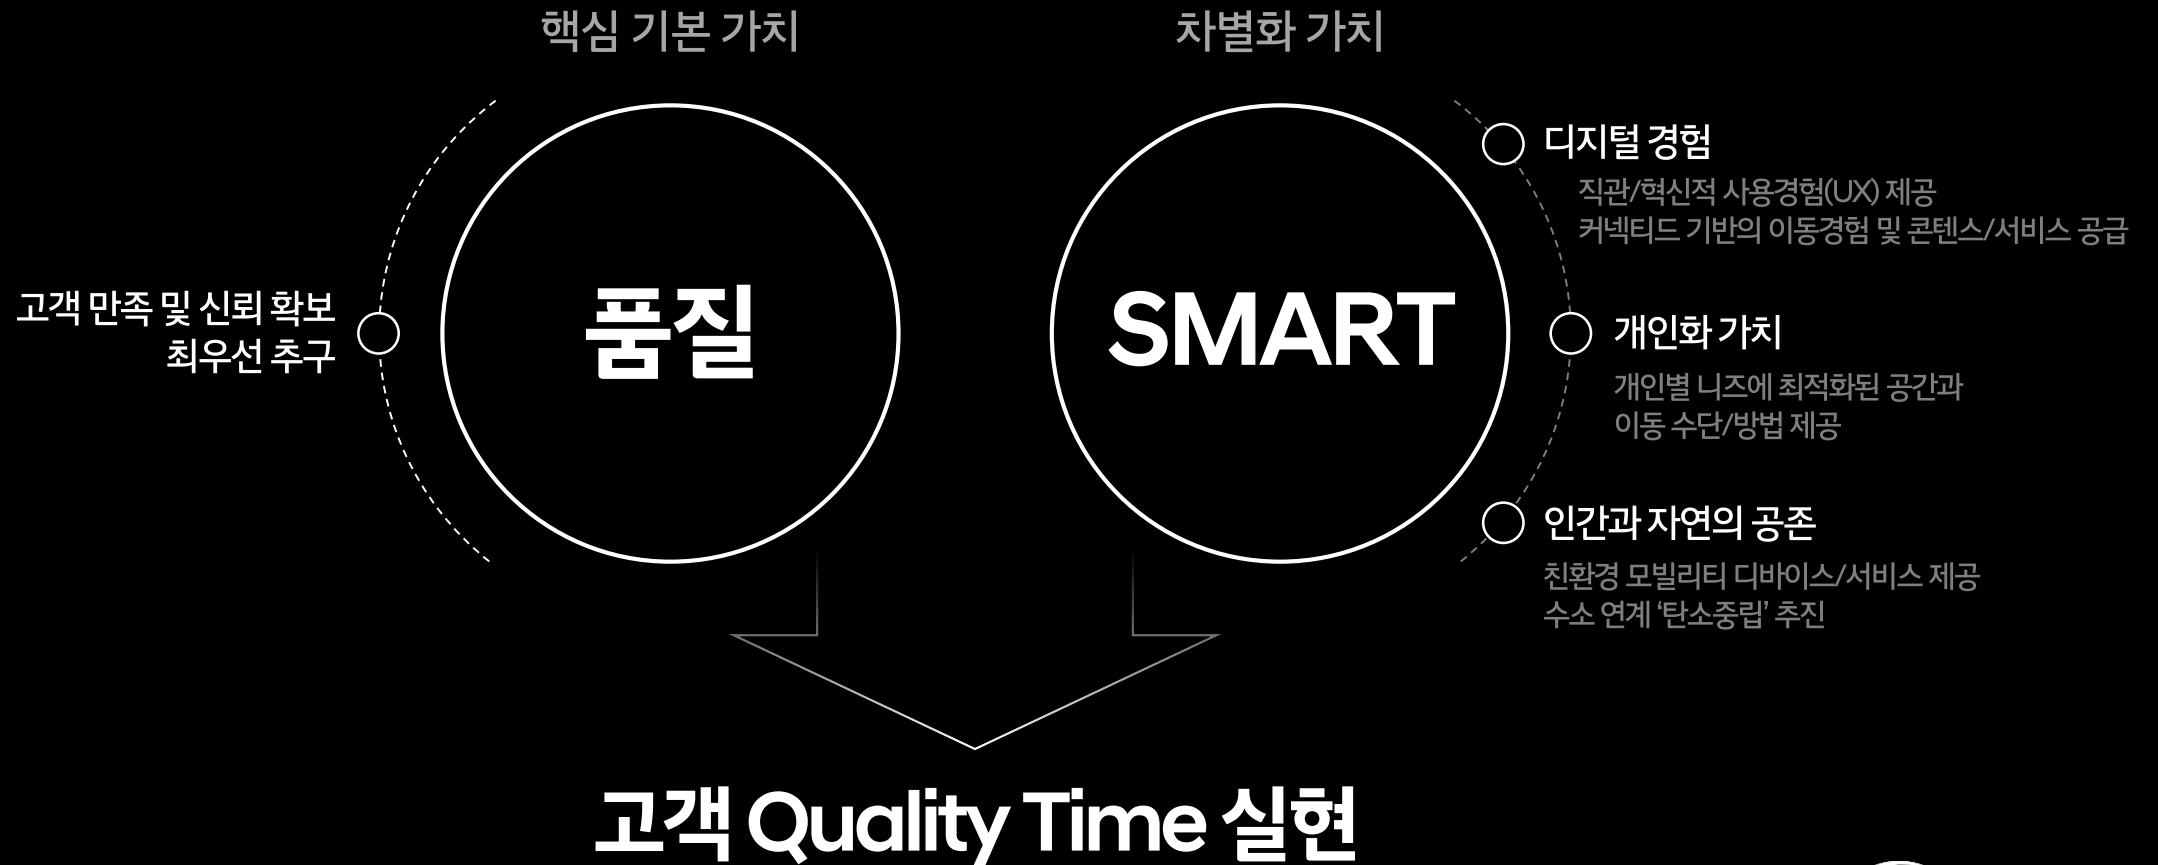 핵심 기본 가치
차별화 가치
고객 만족 및 신뢰 확보
최우선 추구
품질
SMART
디지털 경험
직관/혁신적 사용경험(UX) 제공
커넥티드 기반의 이동경험 및 콘텐스/서비스 공급
개인화 가치
개인별 니즈에 최적화된 공간과
이동 수단/방법 제공
인간과 자연의 공존
친환경 모빌리티 디바이스/서비스 제공
수소 연계 ‘탄소중립’ 추진
고객 Quality Time 실현